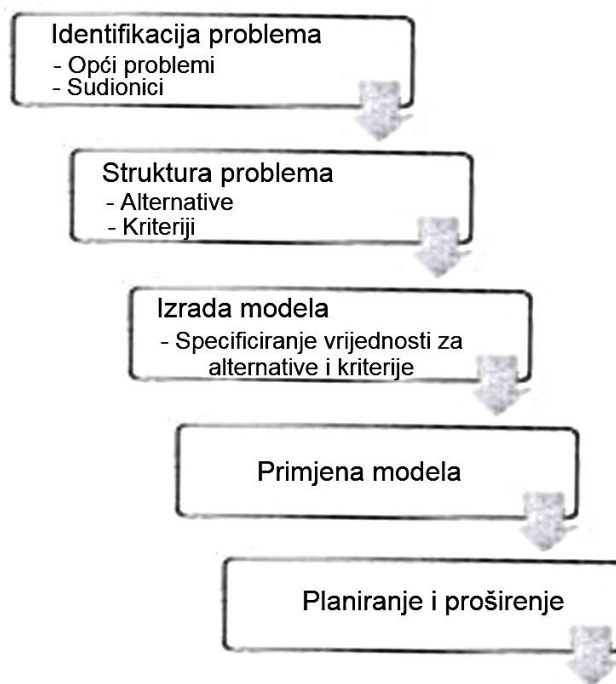 Identifikacija problema
- Opći problemi
- Sudionici
Struktura problema
- Alternative
- Kriteriji
Izrada modela
- Specificiranje vrijednosti za
alternative i kriterije
Primjena modela
Planiranje i proširenje